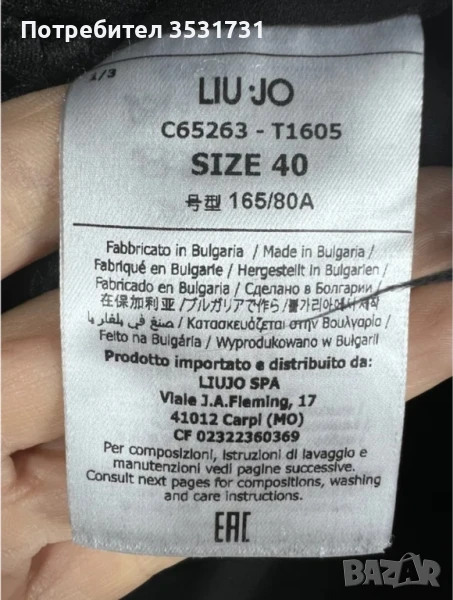 Потребител 3531731
1/3
LIU·JO
C65263 - T1605
SIZE 40
号型 165/80A
Fabbricato in Bulgaria / Made in Bulgaria /
Fabriqué en Bulgarie / Hergestellt in Bulgarien /
Fabricado en Bulgaria / Сделано в Болгарии /
在保加利亚 /ブルガリアで作ら/불가리아에서 제작
صنع في بلغاريا / Κατασκευάζεται στην Βουλγαρία /
Feito na Bulgária / Wyprodukowano w Bułgarii
Prodotto importato e distribuito da:
LIUJO SPA
Viale J.A.Fleming, 17
41012 Carpi (MO)
CF 02322360369
Per composizioni, istruzioni di lavaggio e
manutenzioni vedi pagine successive.
Consult next pages for compositions, washing
and care instructions.
EAC
BAZAR